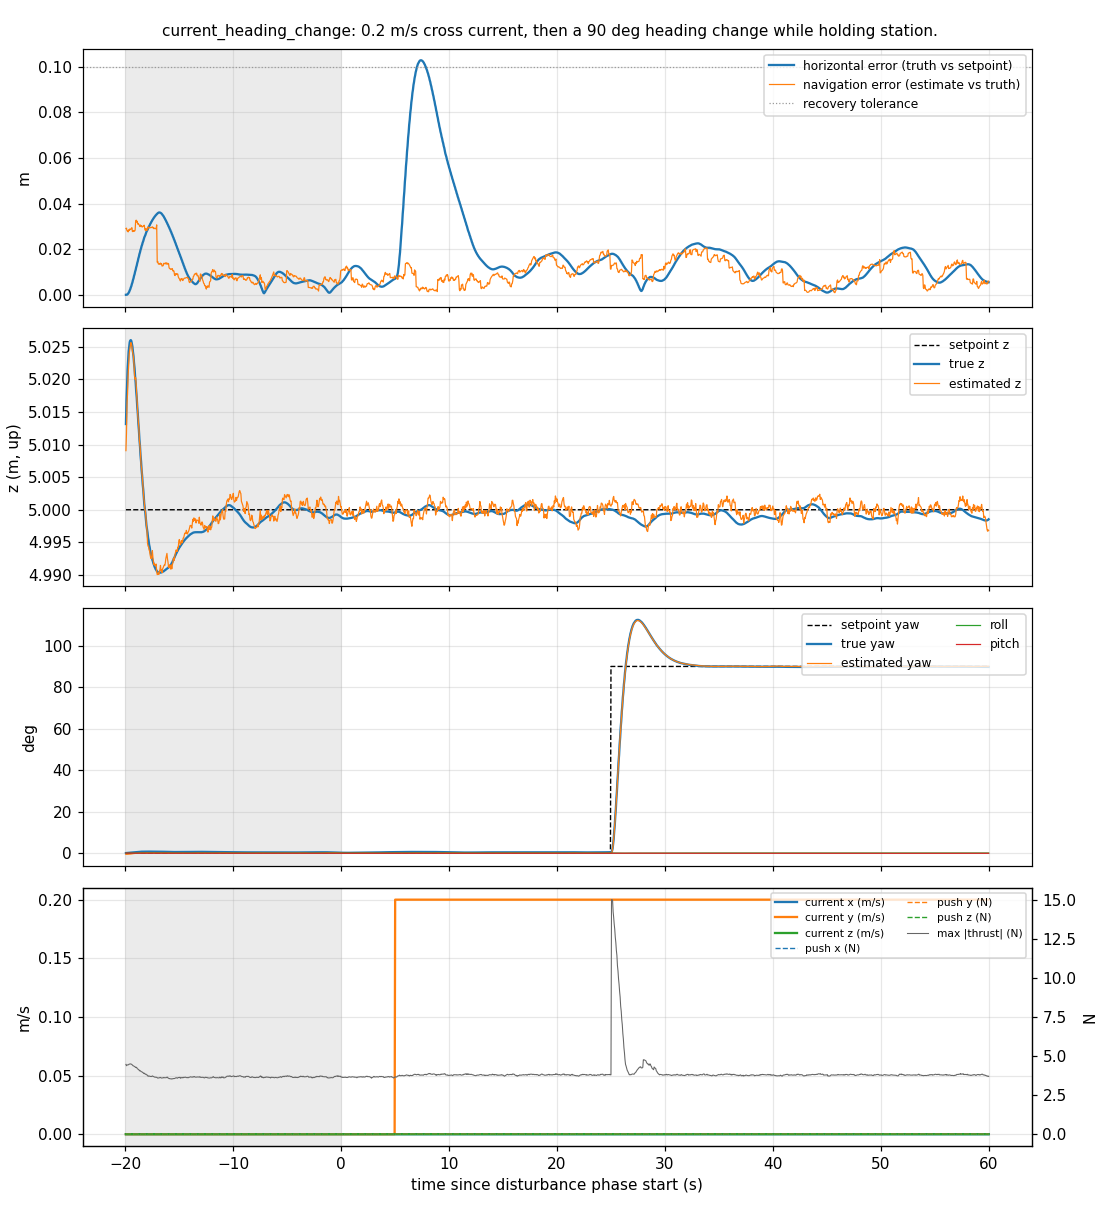 current_heading_change: 0.2 m/s cross current, then a 90 deg heading change while holding station.
0.10
0.08
0.06
0.04
0.02
0.00
m
horizontal error (truth vs setpoint)
navigation error (estimate vs truth)
recovery tolerance
5.025
5.020
5.015
5.010
5.005
5.000
4.995
4.990
z (m, up)
setpoint z
true z
estimated z
100
80
60
40
20
0
deg
setpoint yaw
true yaw
estimated yaw
roll
pitch
0.20
0.15
0.10
0.05
0.00
m/s
current x (m/s)
current y (m/s)
current z (m/s)
push x (N)
push y (N)
push z (N)
max |thrust| (N)
15.0
12.5
10.0
7.5
5.0
2.5
0.0
N
−20 −10 0 10 20 30 40 50 60
time since disturbance phase start (s)